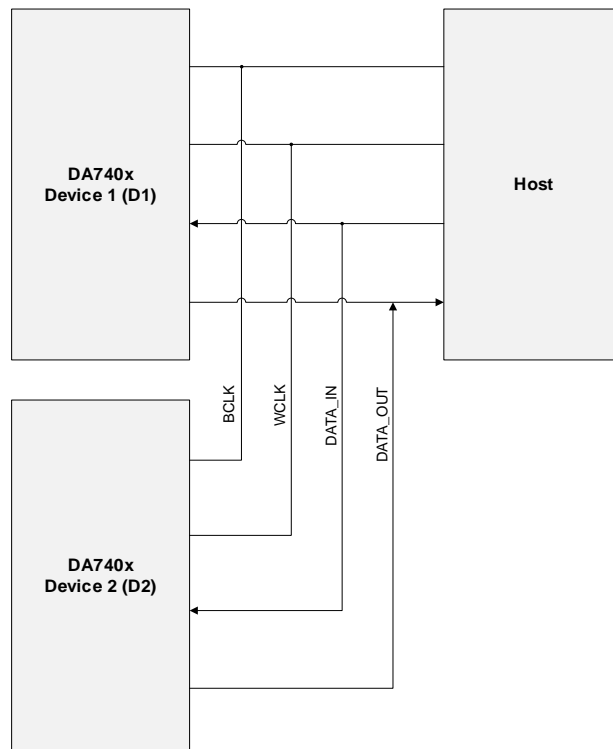 DA740x
Device 1 (D1)
Host
BCLK
WCLK
DATA_IN
DATA_OUT
DA740x
Device 2 (D2)